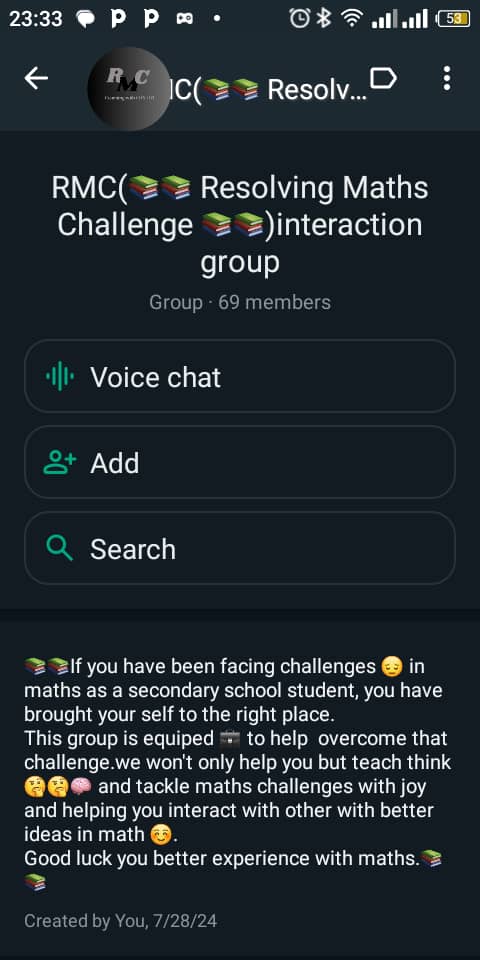 23:33
53
RMC
IC(📚📚 Resolv...
RMC(📚📚 Resolving Maths
Challenge 📚📚)interaction
group
Group · 69 members
Voice chat
Add
Search
📚📚If you have been facing challenges 😔 in
maths as a secondary school student, you have
brought your self to the right place.
This group is equiped 💼 to help  overcome that
challenge.we won't only help you but teach think
🤔🤔🧠 and tackle maths challenges with joy
and helping you interact with other with better
ideas in math ☺️.
Good luck you better experience with maths.📚
📚
Created by You, 7/28/24